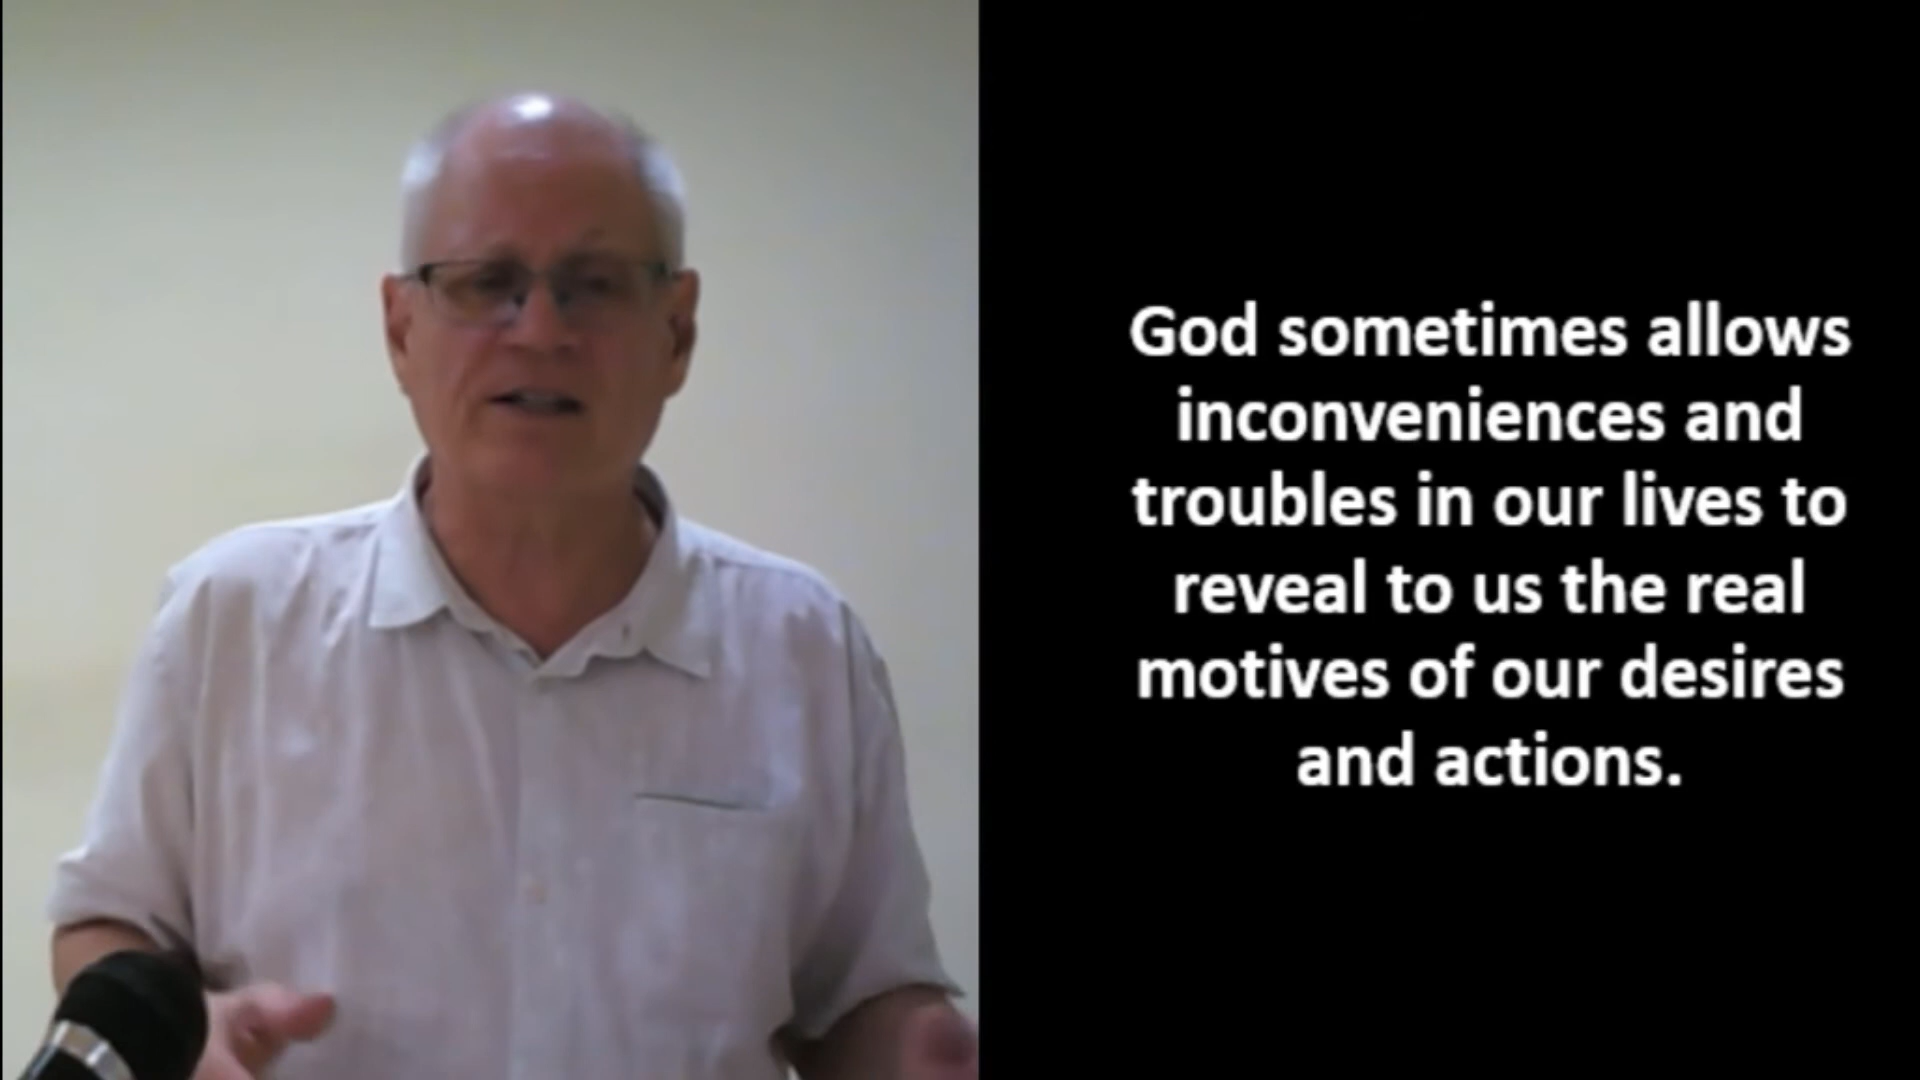 God sometimes allows
inconveniences and
troubles in our lives to
reveal to us the real
motives of our desires
and actions.